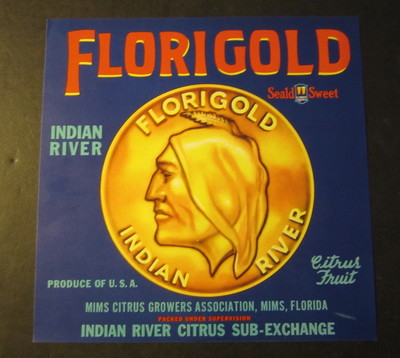 FLORIGOLD
Seald Sweet
INDIAN
RIVER
FLORIGOLD
INDIAN RIVER
Citrus
Fruit
PRODUCE OF U.S.A.
MIMS CITRUS GROWERS ASSOCIATION, MIMS, FLORIDA
PACKED UNDER SUPERVISION
INDIAN RIVER CITRUS SUB-EXCHANGE